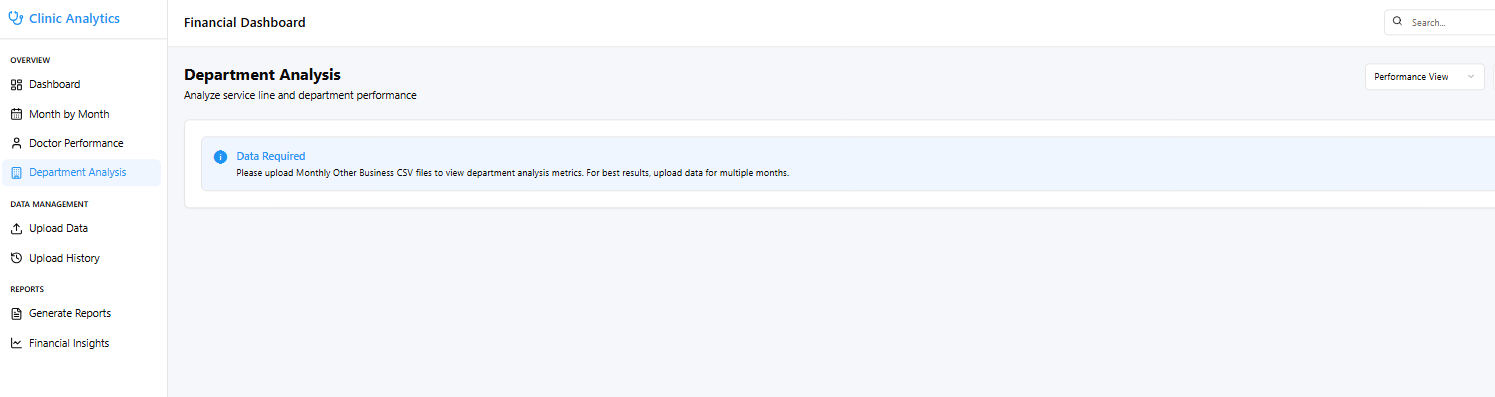 Clinic Analytics
Financial Dashboard
Search...
OVERVIEW
Dashboard
Month by Month
Doctor Performance
Department Analysis
DATA MANAGEMENT
Upload Data
Upload History
REPORTS
Generate Reports
Financial Insights
Department Analysis
Performance View
Analyze service line and department performance
Data Required
Please upload Monthly Other Business CSV files to view department analysis metrics. For best results, upload data for multiple months.